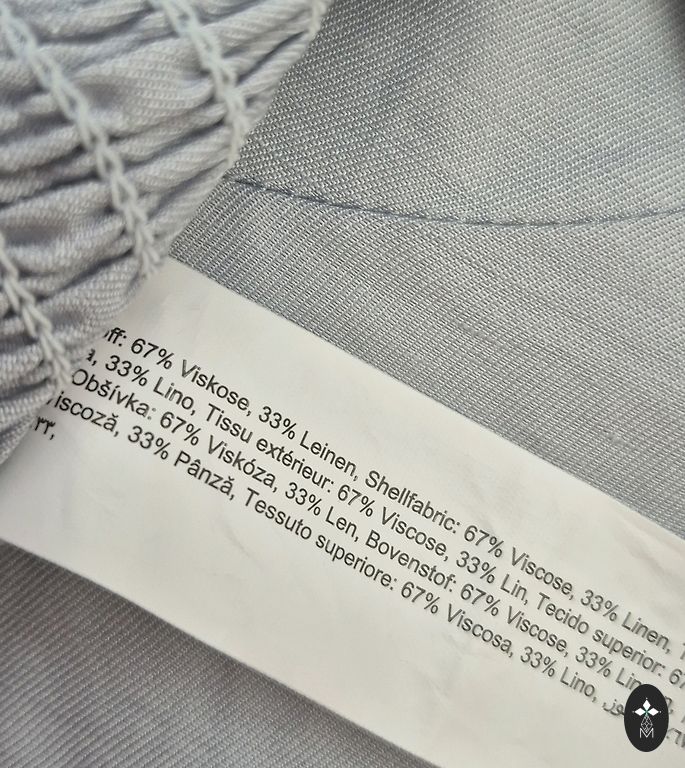 ff: 67% Viskose, 33% Leinen, Shellfabric: 67% Viscose, 33% Linen,
a, 33% Lino, Tissu extérieur: 67% Viscose, 33% Lin, Tecido superior: 67
Obšívka: 67% Viskóza, 33% Len, Bovenstof: 67% Viscose, 33%
iscoză, 33% Pânză, Tessuto superiore: 67% Viscosa, 33% Lino,
٣٣,
M